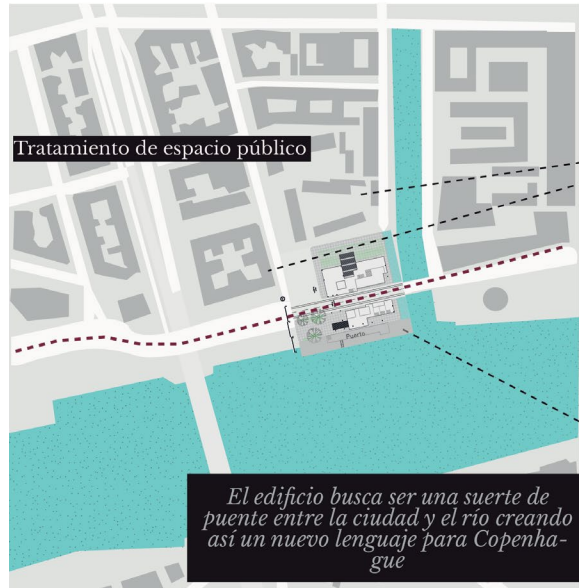 Tratamiento de espacio público
Puerto
El edificio busca ser una suerte de
puente entre la ciudad y el río creando
así un nuevo lenguaje para Copenha-
gue